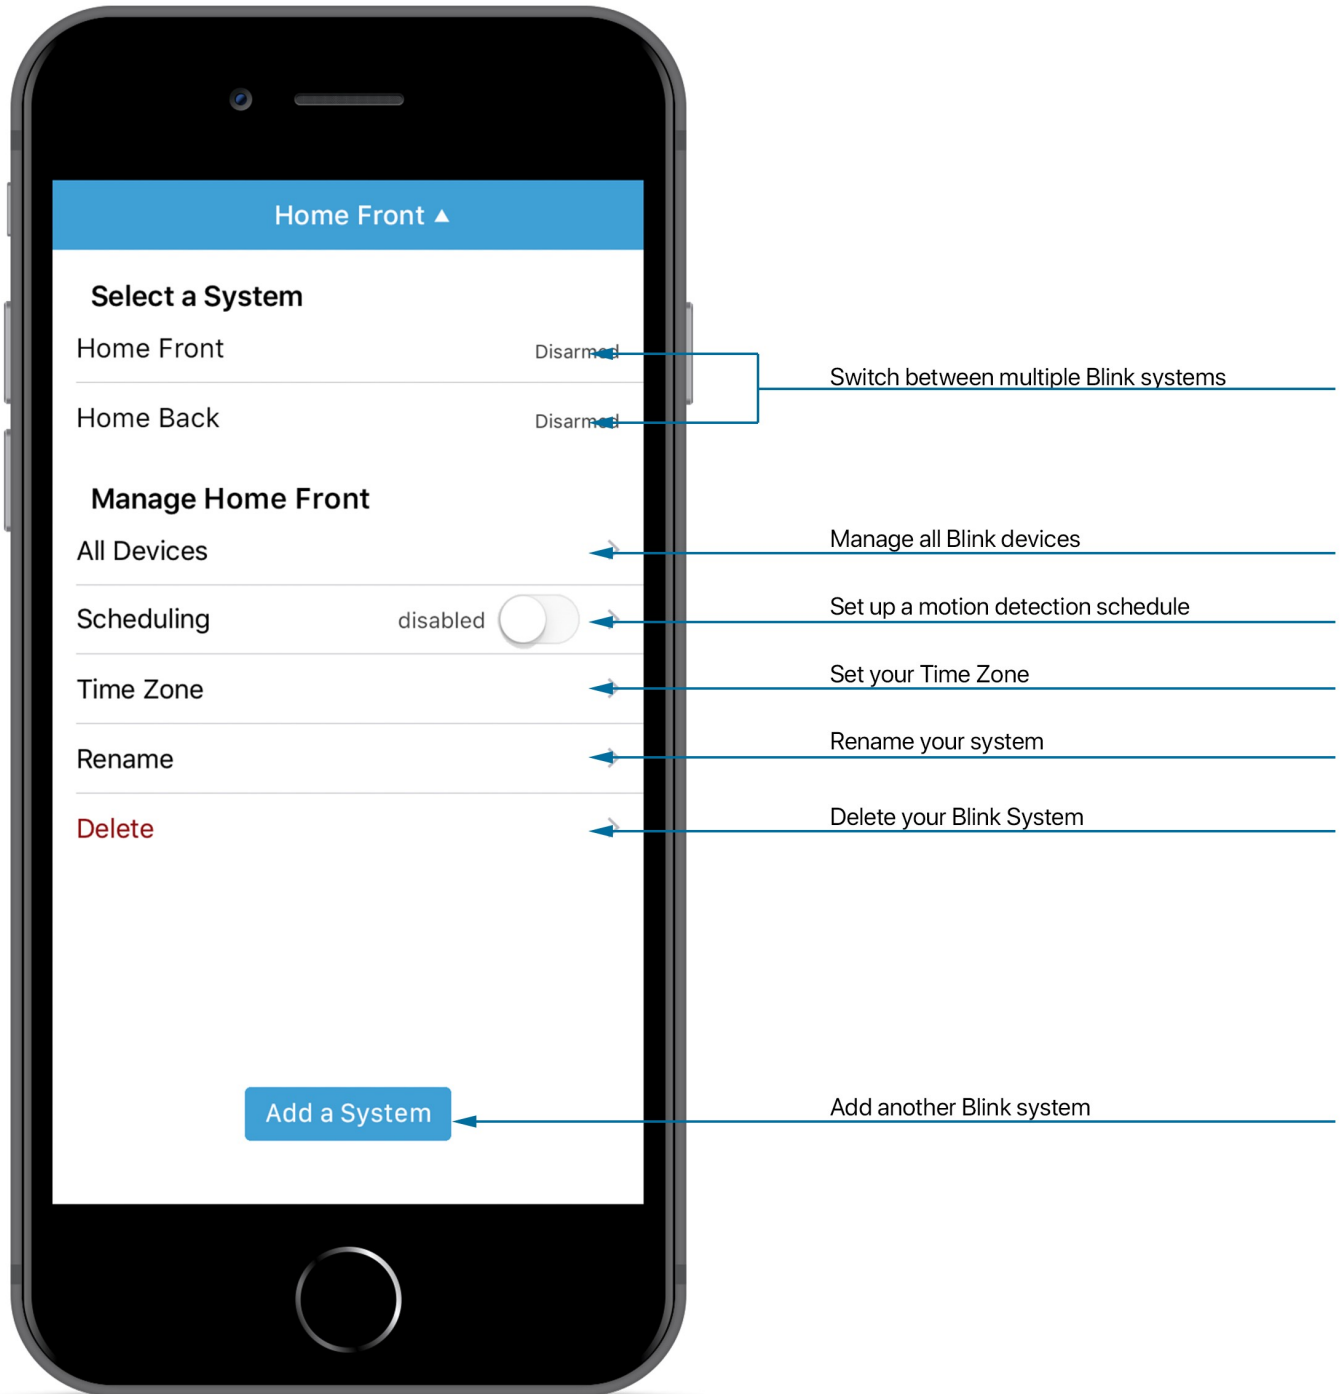 Home Front ▲
Select a System
Home Front Disarmed
Switch between multiple Blink systems
Home Back Disarmed
Manage Home Front
All Devices
Manage all Blink devices
Scheduling disabled
Set up a motion detection schedule
Time Zone
Set your Time Zone
Rename
Rename your system
Delete
Delete your Blink System
Add a System
Add another Blink system